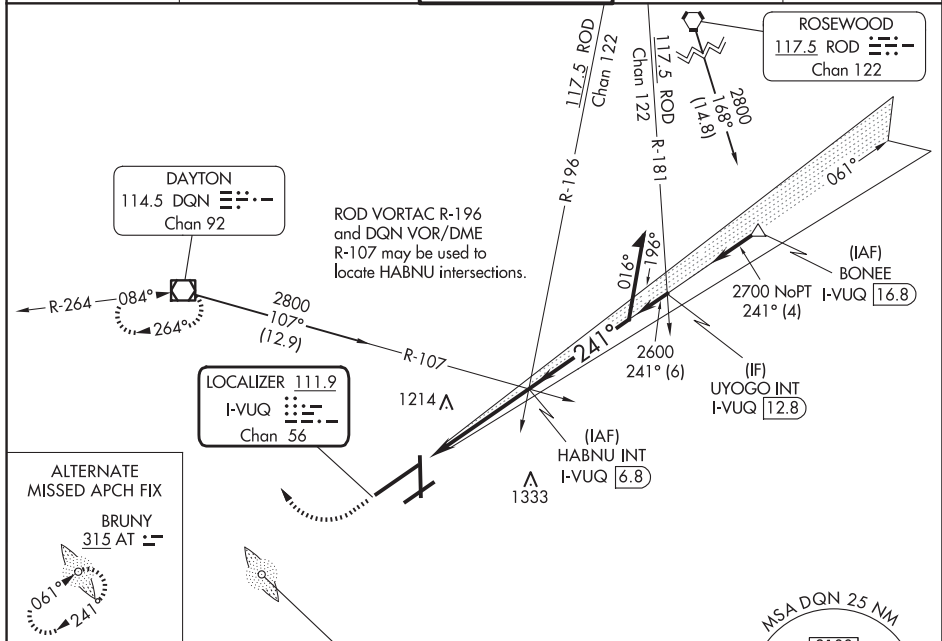 ROSEWOOD
117.5 ROD
Chan 122
117.5 ROD
Chan 122
R-196
117.5 ROD
Chan 122
R-181
2800
168°
(14.8)
061°
DAYTON
114.5 DQN
Chan 92
ROD VORTAC R-196
and DQN VOR/DME
R-107 may be used to
locate HABNU intersections.
016°
196°
(IAF)
BONEE
I-VUQ 16.8
2700 NoPT
241° (4)
R-264
084°
264°
2800
107°
(12.9)
R-107
241°
2600
241° (6)
(IF)
UYOGO INT
I-VUQ 12.8
LOCALIZER 111.9
I-VUQ
Chan 56
1214
(IAF)
HABNU INT
I-VUQ 6.8
1333
ALTERNATE
MISSED APCH FIX
BRUNY
315 AT
061°
241°
MSA DQN 25 NM